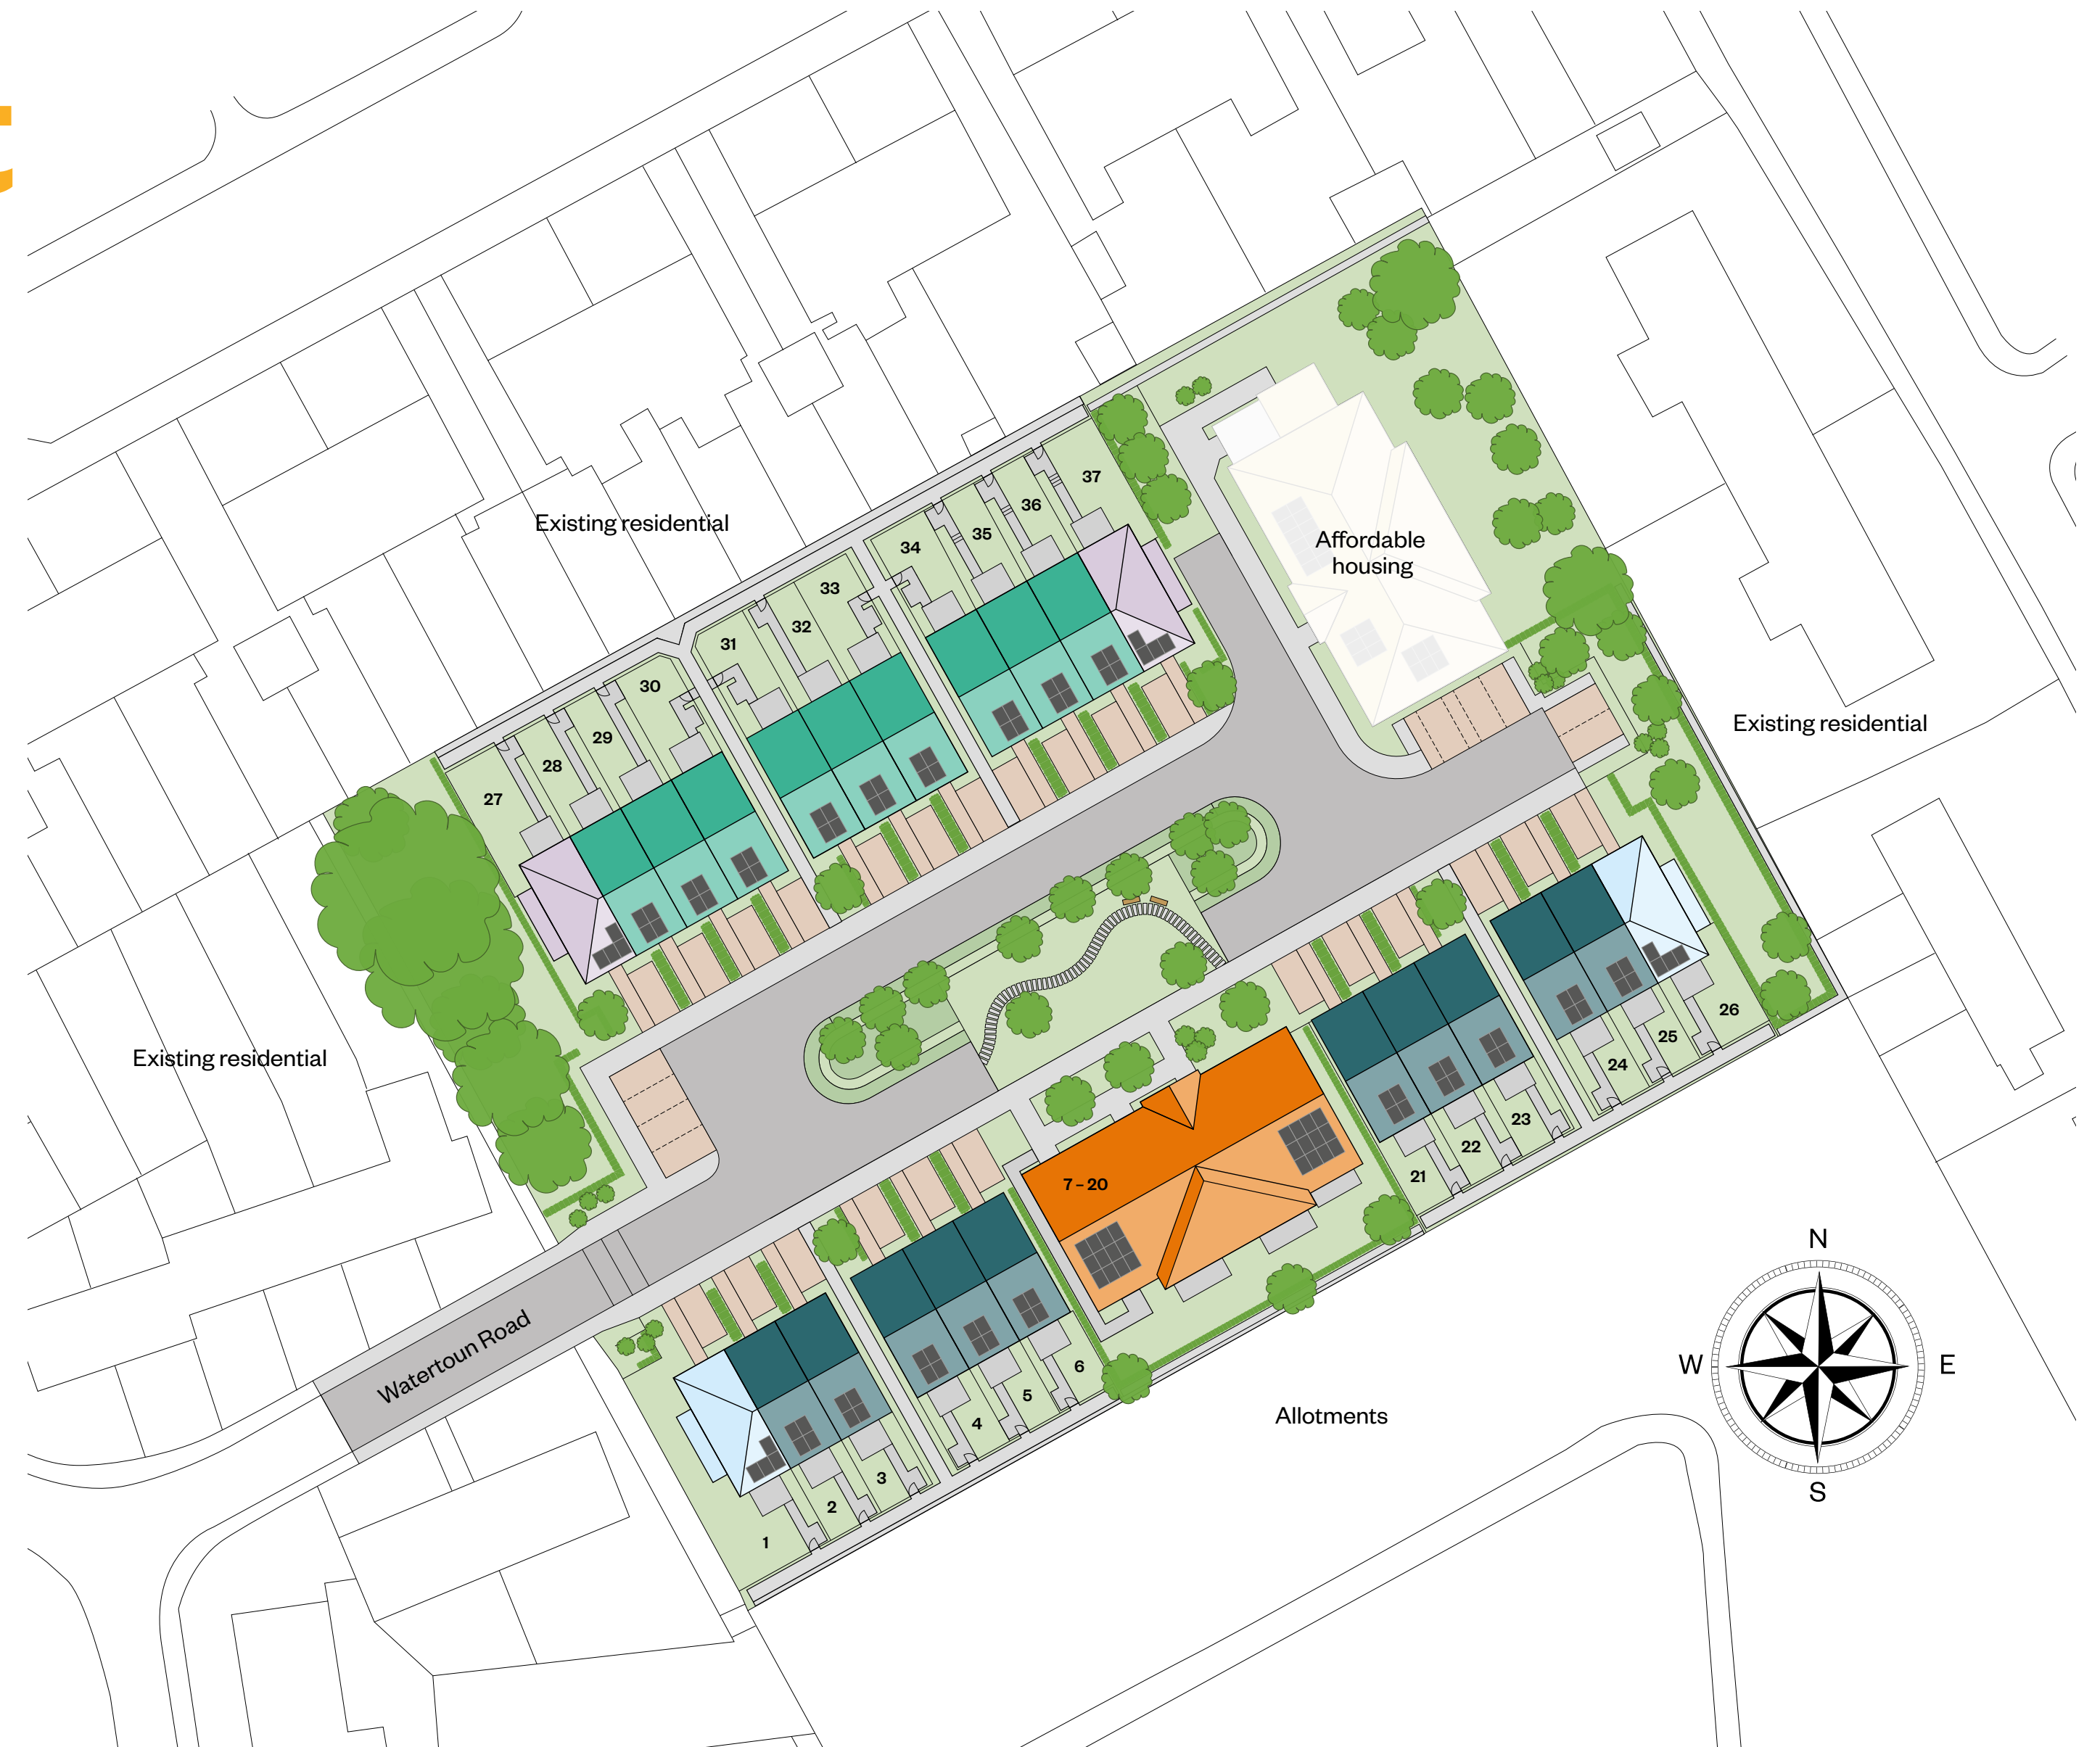 Existing residential
37
36
35
34
33
32
31
30
29
28
27
Affordable
housing
Existing residential
Existing residential
26
25
24
23
22
21
7 – 20
6
5
4
3
2
1
Watertoun Road
Allotments
N
W
E
S